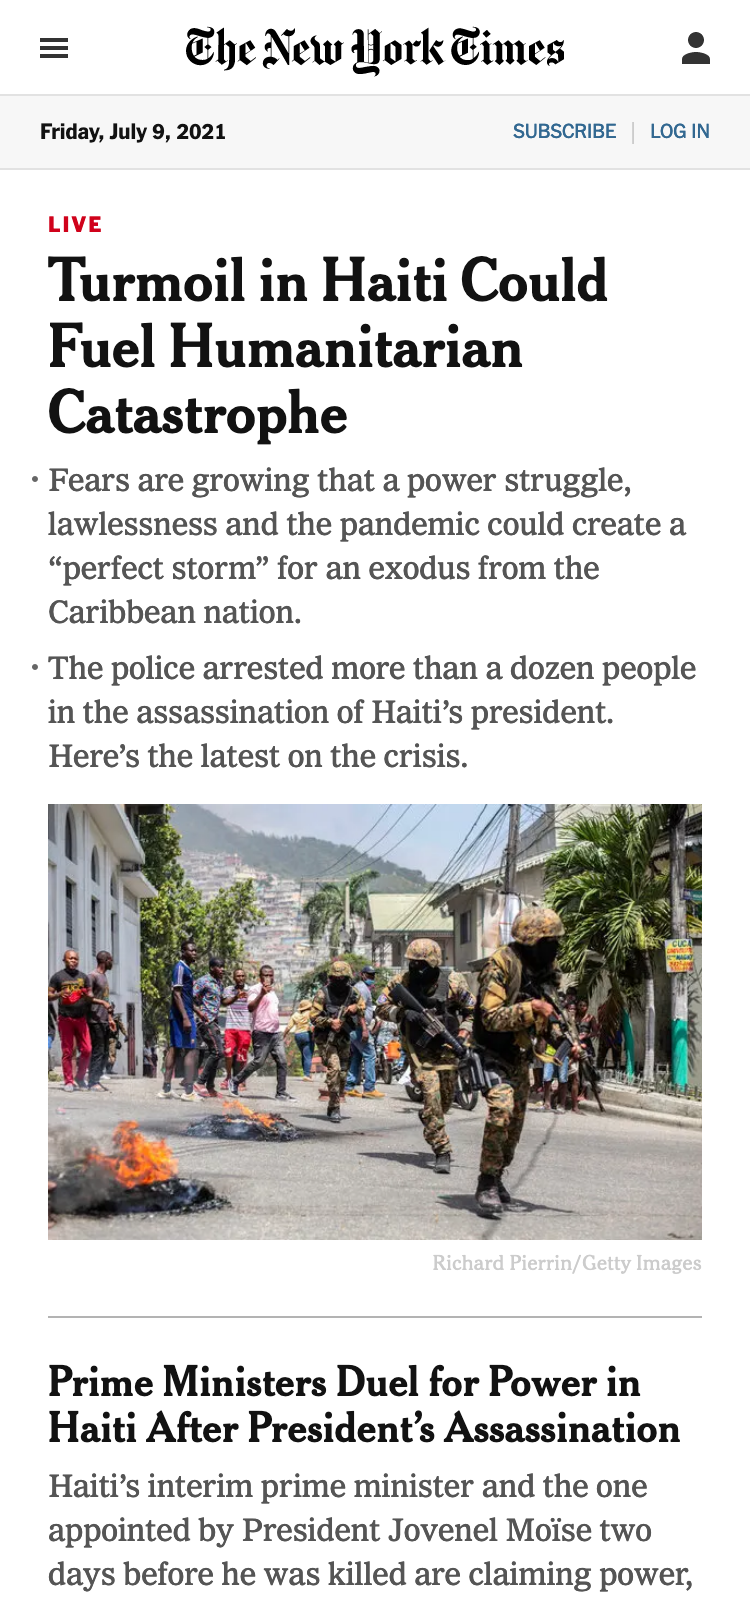 The New York Times
Friday, July 9, 2021
SUBSCRIBE
LOG IN
LIVE
Turmoil in Haiti Could
Fuel Humanitarian
Catastrophe
• Fears are growing that a power struggle,
lawlessness and the pandemic could create a
“perfect storm” for an exodus from the
Caribbean nation.
• The police arrested more than a dozen people
in the assassination of Haiti’s president.
Here’s the latest on the crisis.
CUCA
Richard Pierrin/Getty Images
Prime Ministers Duel for Power in
Haiti After President’s Assassination
Haiti’s interim prime minister and the one
appointed by President Jovenel Moïse two
days before he was killed are claiming power,